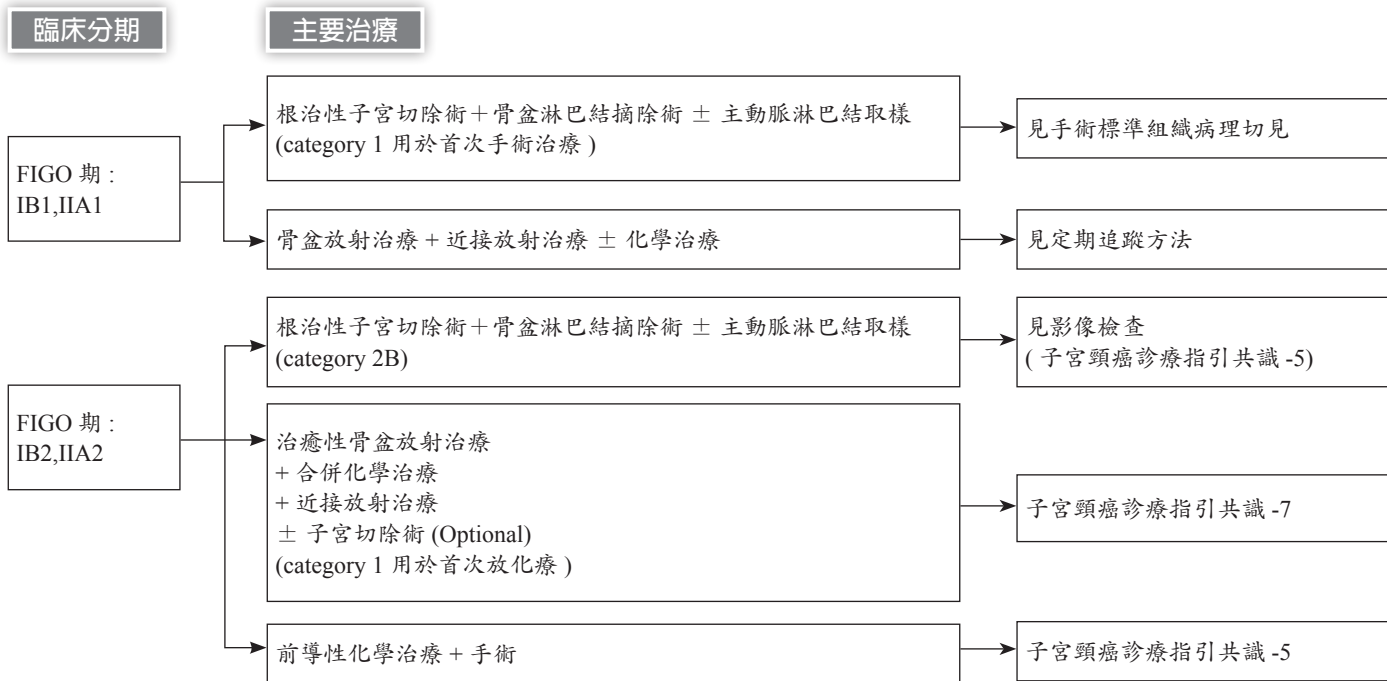 臨床分期
主要治療
FIGO 期 :
IB1,IIA1
根治性子宮切除術＋骨盆淋巴結摘除術 ± 主動脈淋巴結取樣
(category 1 用於首次手術治療 )
見手術標準組織病理切見
骨盆放射治療 + 近接放射治療 ± 化學治療
見定期追蹤方法
FIGO 期 :
IB2,IIA2
根治性子宮切除術＋骨盆淋巴結摘除術 ± 主動脈淋巴結取樣
(category 2B)
見影像檢查
( 子宮頸癌診療指引共識 -5)
治癒性骨盆放射治療
+ 合併化學治療
+ 近接放射治療
± 子宮切除術 (Optional)
(category 1 用於首次放化療 )
子宮頸癌診療指引共識 -7
前導性化學治療 + 手術
子宮頸癌診療指引共識 -5